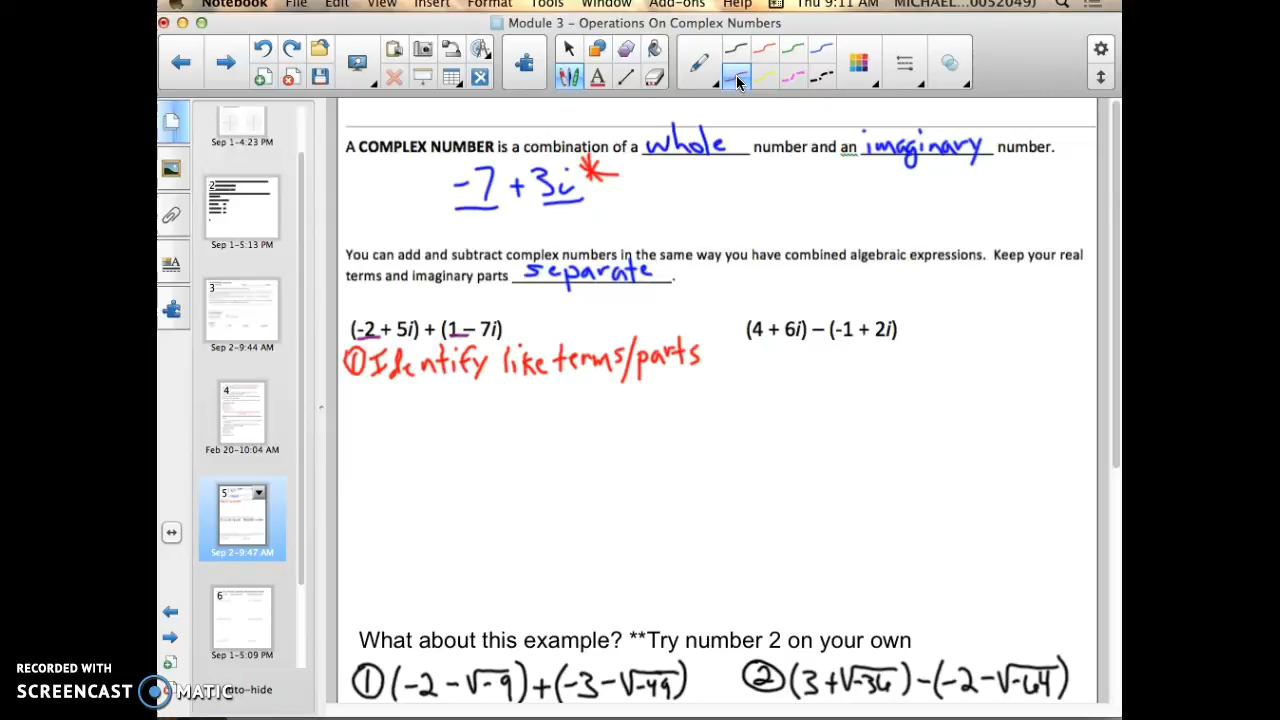 Notebook File Edit View Insert Format Tools Window Add-ons Help Thu 9:11 AM MICHAEL...0052049)
Module 3 – Operations On Complex Numbers
Sep 1-4:23 PM
2
Sep 1-5:13 PM
3
Sep 2-9:44 AM
4
Feb 20-10:04 AM
5
Sep 2-9:47 AM
6
Sep 1-5:09 PM
A COMPLEX NUMBER is a combination of a whole number and an imaginary number.
-7 + 3i *
You can add and subtract complex numbers in the same way you have combined algebraic expressions. Keep your real
terms and imaginary parts separate.
(-2 + 5i) + (1 – 7i) (4 + 6i) – (-1 + 2i)
① Identify like terms/parts
What about this example? **Try number 2 on your own
① (-2 - √-9) + (-3 - √-49) ② (3 + √-36) - (-2 - √-64)
RECORDED WITH
SCREENCAST MATIC
uto-hide